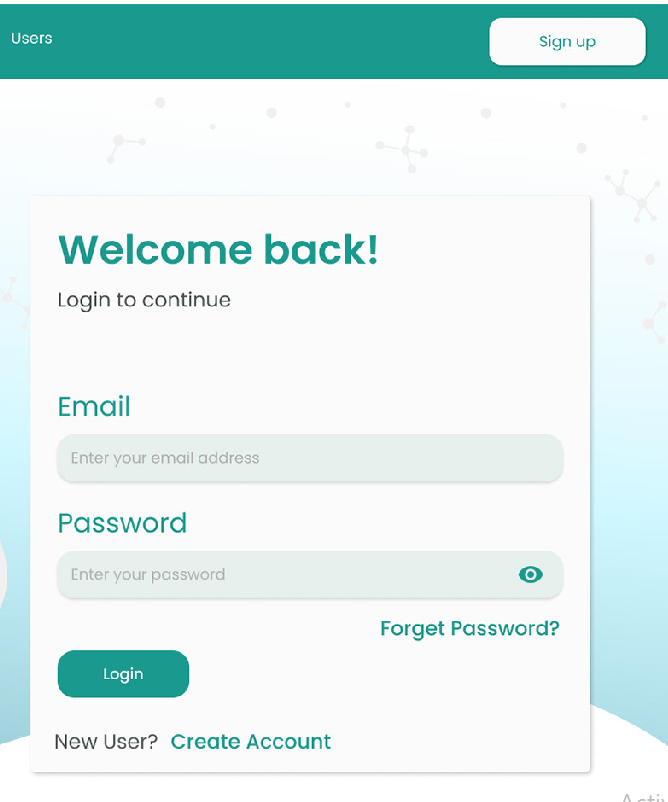 Users
Sign up
Welcome back!
Login to continue
Email
Enter your email address
Password
Enter your password
Forget Password?
Login
New User? Create Account